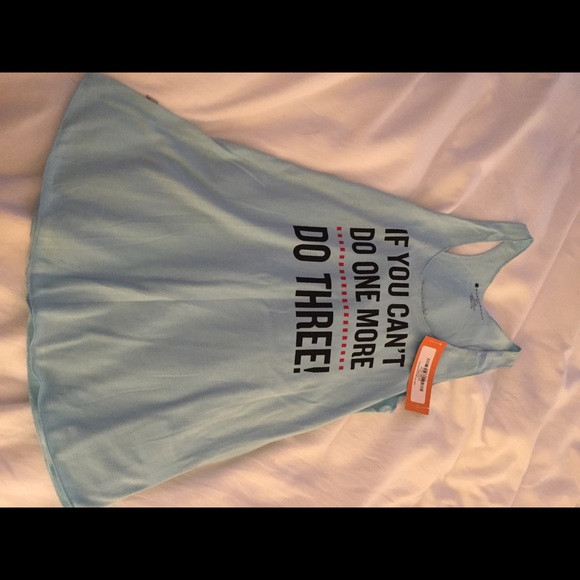 IF YOU CAN'T
DO ONE MORE
DO THREE!